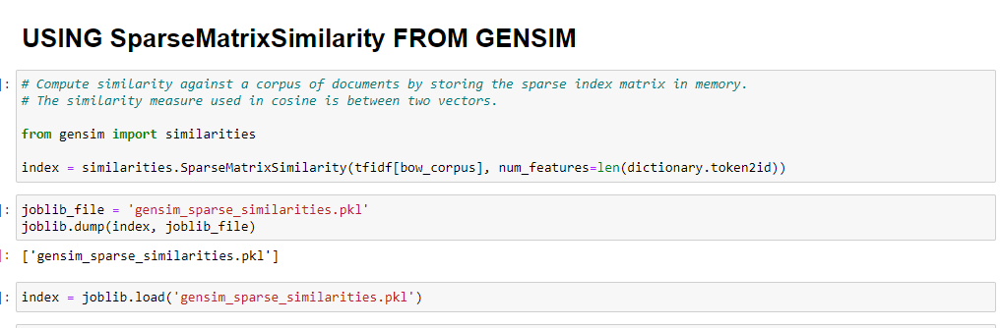 USING SparseMatrixSimilarity FROM GENSIM
]: # Compute similarity against a corpus of documents by storing the sparse index matrix in memory.
# The similarity measure used in cosine is between two vectors.
from gensim import similarities
index = similarities.SparseMatrixSimilarity(tfidf[bow_corpus], num_features=len(dictionary.token2id))
]: joblib_file = 'gensim_sparse_similarities.pkl'
joblib.dump(index, joblib_file)
]: ['gensim_sparse_similarities.pkl']
]: index = joblib.load('gensim_sparse_similarities.pkl')